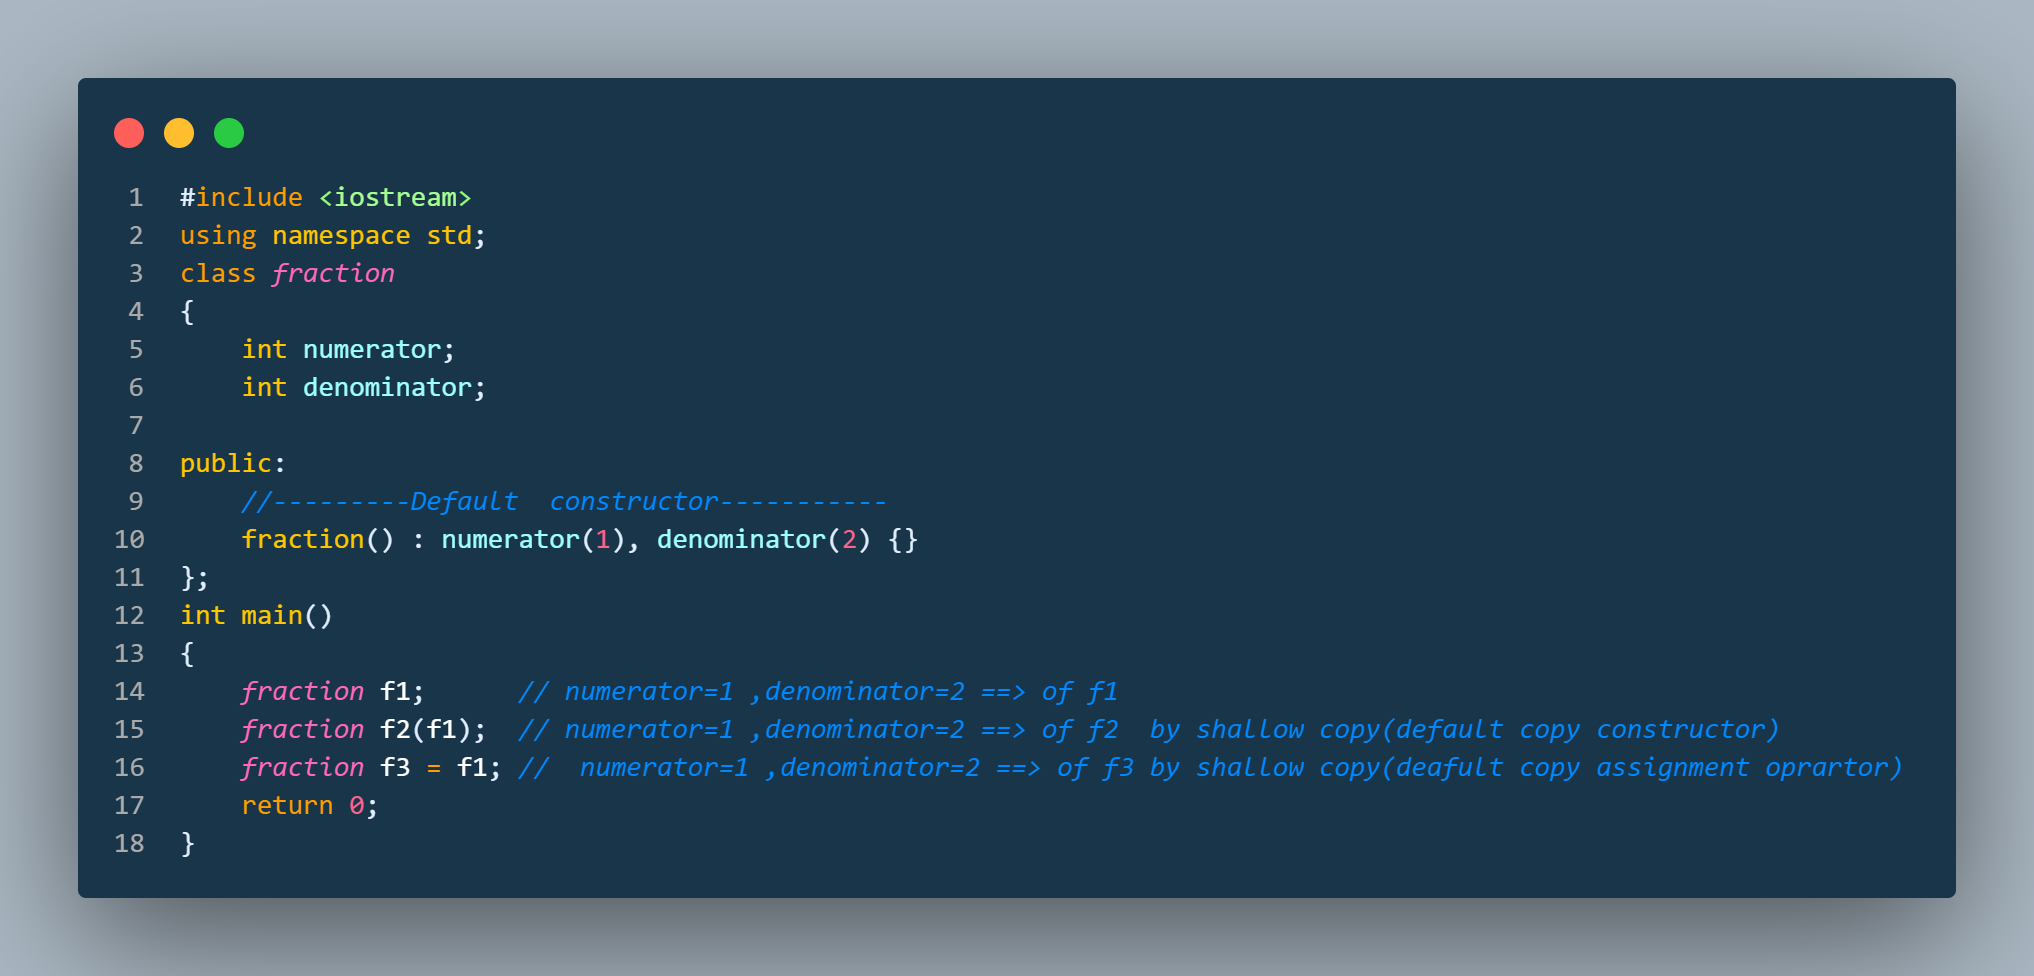 1 #include <iostream>
2 using namespace std;
3 class fraction
4 {
5     int numerator;
6     int denominator;
7
8 public:
9     //---------Default  constructor-----------
10     fraction() : numerator(1), denominator(2) {}
11 };
12 int main()
13 {
14     fraction f1;      // numerator=1 ,denominator=2 ==> of f1
15     fraction f2(f1);  // numerator=1 ,denominator=2 ==> of f2  by shallow copy(default copy constructor)
16     fraction f3 = f1; //  numerator=1 ,denominator=2 ==> of f3 by shallow copy(deafult copy assignment oprartor)
17     return 0;
18 }